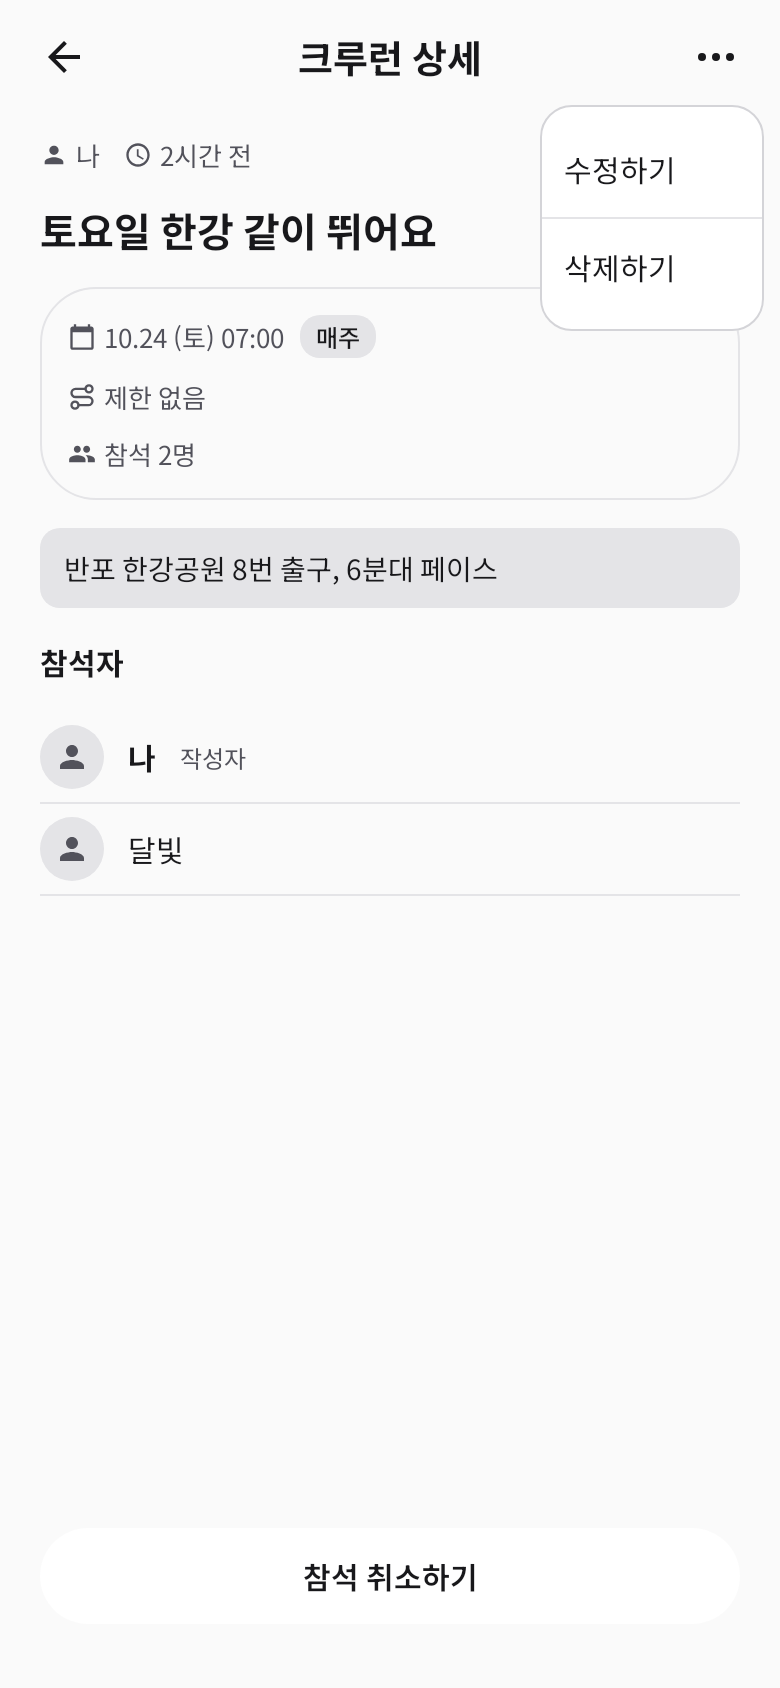 크루런 상세
나 2시간 전
수정하기
토요일 한강 같이 뛰어요
삭제하기
10.24 (토) 07:00 매주
제한 없음
참석 2명
반포 한강공원 8번 출구, 6분대 페이스
참석자
나 작성자
달빛
참석 취소하기